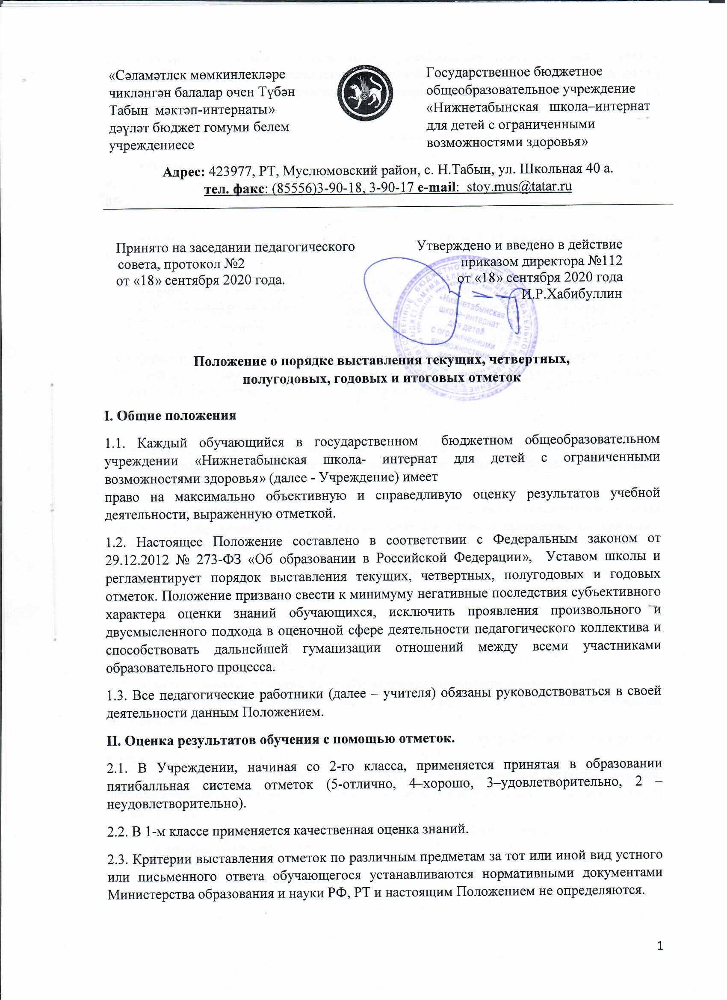 «Сәламәтлек мөмкинлекләре
чикләнгән балалар өчен Түбән
Табын мәктәп-интернаты»
дәүләт бюджет гомуми белем
учреждениесе
Государственное бюджетное
общеобразовательное учреждение
«Нижнетабынская школа–интернат
для детей с ограниченными
возможностями здоровья»
Адрес: 423977, РТ, Муслюмовский район, с. Н.Табын, ул. Школьная 40 а.
тел. факс: (85556)3-90-18, 3-90-17 e-mail: stoy.mus@tatar.ru
Принято на заседании педагогического
совета, протокол №2
от «18» сентября 2020 года.
Утверждено и введено в действие
приказом директора №112
от «18» сентября 2020 года
И.Р.Хабибуллин
«Нижнетабынская
школа-интернат
для детей
с ограниченными
возможностями
Положение о порядке выставления текущих, четвертных,
полугодовых, годовых и итоговых отметок
I. Общие положения
1.1. Каждый обучающийся в государственном бюджетном общеобразовательном
учреждении «Нижнетабынская школа- интернат для детей с ограниченными
возможностями здоровья» (далее - Учреждение) имеет
право на максимально объективную и справедливую оценку результатов учебной
деятельности, выраженную отметкой.
1.2. Настоящее Положение составлено в соответствии с Федеральным законом от
29.12.2012 № 273-ФЗ «Об образовании в Российской Федерации», Уставом школы и
регламентирует порядок выставления текущих, четвертных, полугодовых и годовых
отметок. Положение призвано свести к минимуму негативные последствия субъективного
характера оценки знаний обучающихся, исключить проявления произвольного и
двусмысленного подхода в оценочной сфере деятельности педагогического коллектива и
способствовать дальнейшей гуманизации отношений между всеми участниками
образовательного процесса.
1.3. Все педагогические работники (далее – учителя) обязаны руководствоваться в своей
деятельности данным Положением.
II. Оценка результатов обучения с помощью отметок.
2.1. В Учреждении, начиная со 2-го класса, применяется принятая в образовании
пятибалльная система отметок (5-отлично, 4–хорошо, 3–удовлетворительно, 2 –
неудовлетворительно).
2.2. В 1-м классе применяется качественная оценка знаний.
2.3. Критерии выставления отметок по различным предметам за тот или иной вид устного
или письменного ответа обучающегося устанавливаются нормативными документами
Министерства образования и науки РФ, РТ и настоящим Положением не определяются.
1